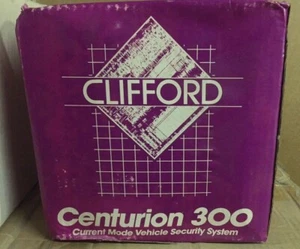 CLIFFORD
Centurion 300
Current Mode Vehicle Security System